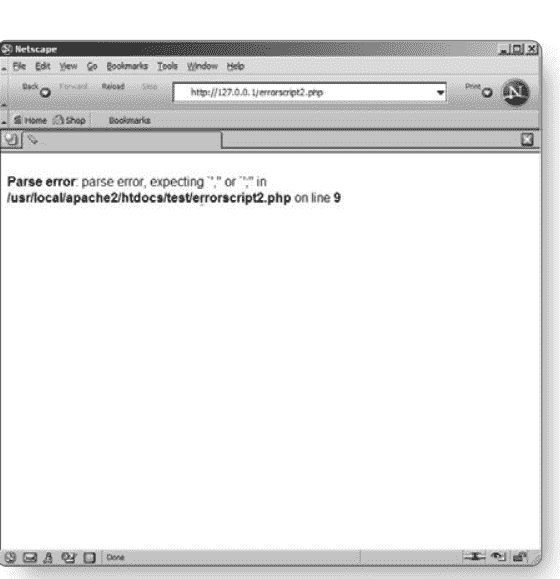 Netscape
File Edit View Go Bookmarks Tools Window Help
Back Forward Reload Stop http://127.0.0.1/errorscript2.php Print N
Home Shop Bookmarks
Parse error: parse error, expecting `","' or `";"' in
/usr/local/apache2/htdocs/test/errorscript2.php on line 9
Done